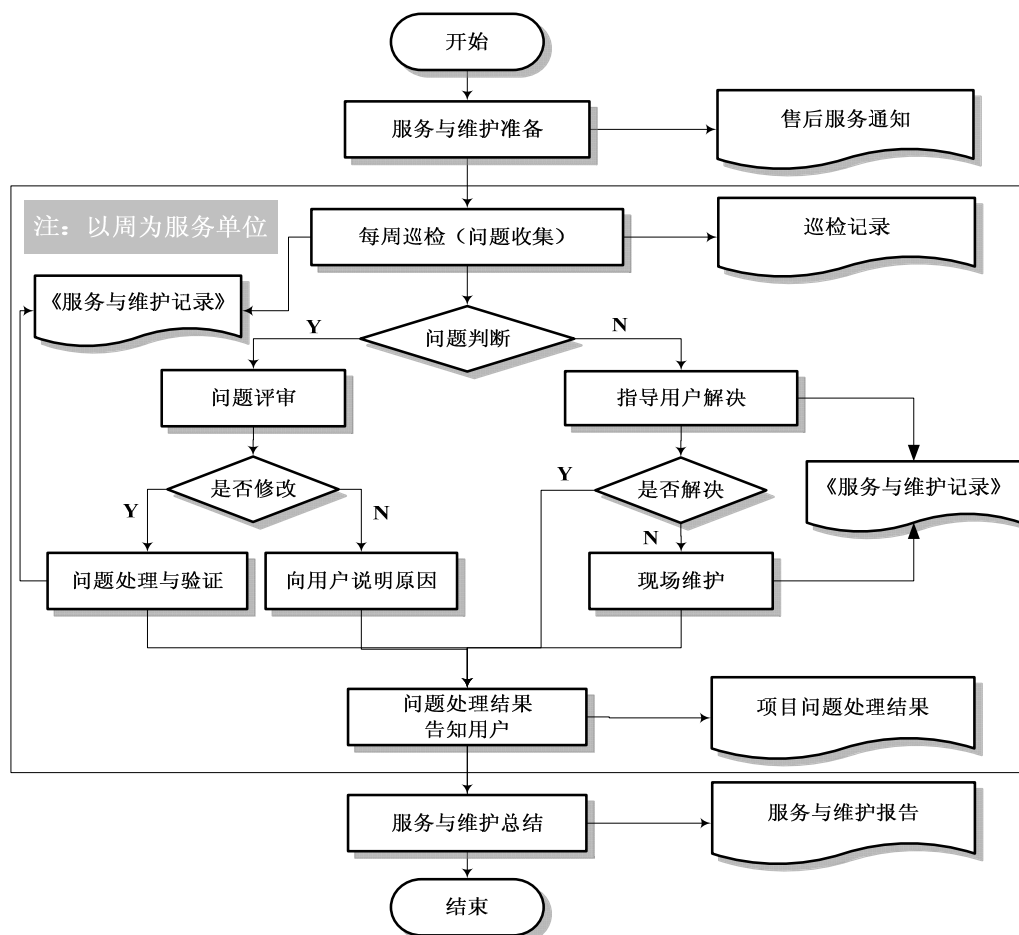 开始
服务与维护准备
售后服务通知
注：以周为服务单位
每周巡检（问题收集）
巡检记录
《服务与维护记录》
Y
问题判断
N
问题评审
指导用户解决
是否修改
Y
N
Y
是否解决
N
《服务与维护记录》
问题处理与验证
向用户说明原因
现场维护
问题处理结果
告知用户
项目问题处理结果
服务与维护总结
服务与维护报告
结束